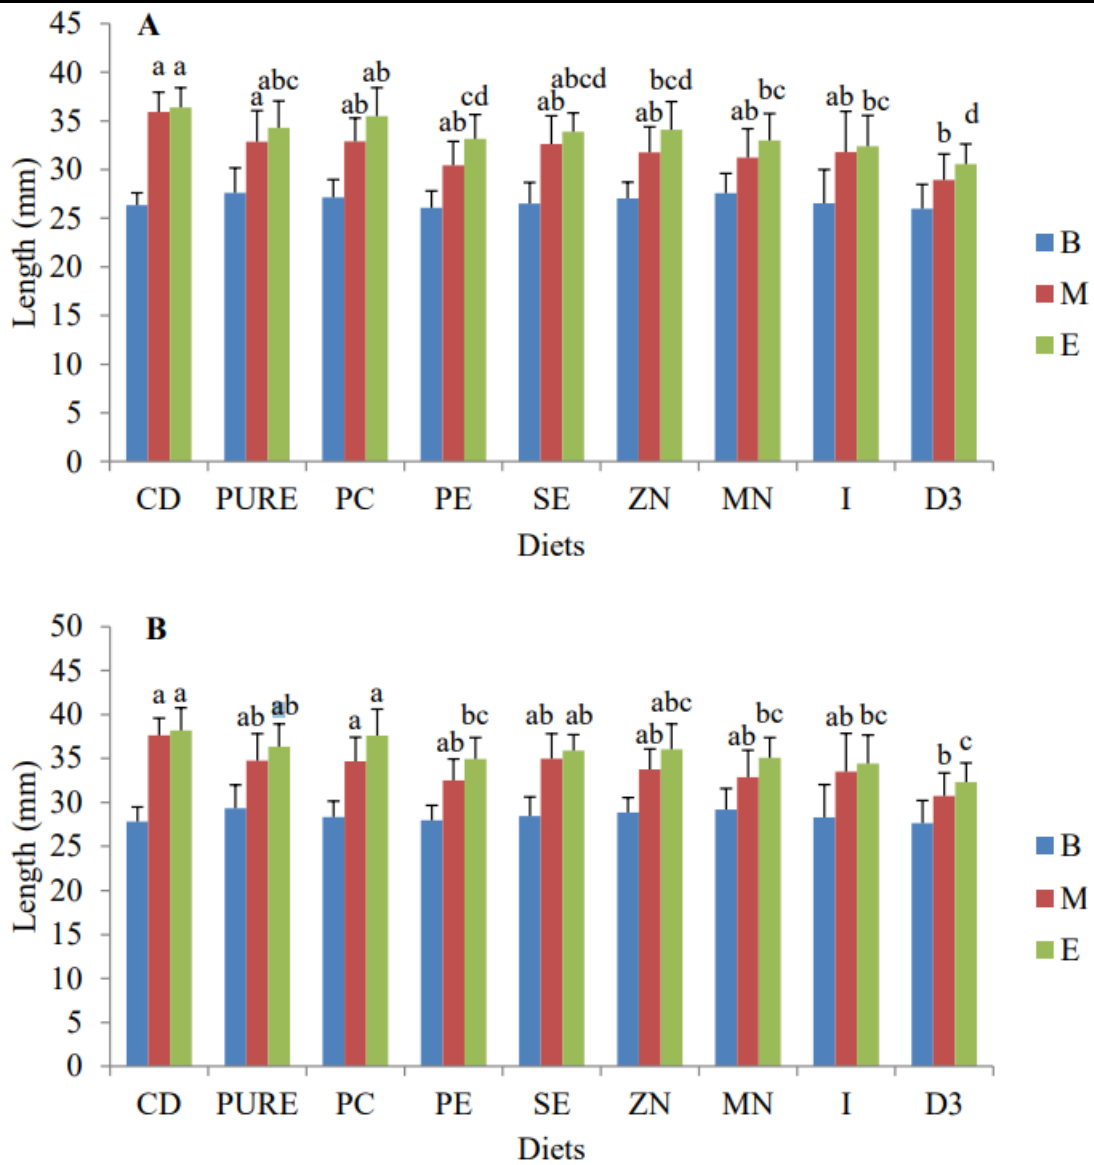 A
45
40
35
30
25
20
15
10
5
0
Length (mm)
a a
a abc
ab ab
ab cd
ab abcd
ab bcd
ab bc
ab bc
b d
CD PURE PC PE SE ZN MN I D3
Diets
B
M
E
B
50
45
40
35
30
25
20
15
10
5
0
Length (mm)
a a
ab ab
a a
ab bc
ab ab
ab abc
ab bc
ab bc
b c
CD PURE PC PE SE ZN MN I D3
Diets
B
M
E